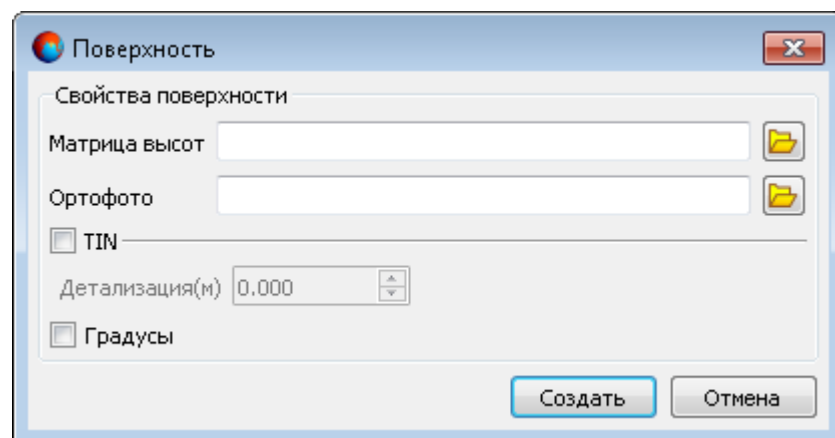 Поверхность
Свойства поверхности
Матрица высот
Ортофото
TIN
Детализация(м) 0.000
Градусы
Создать Отмена